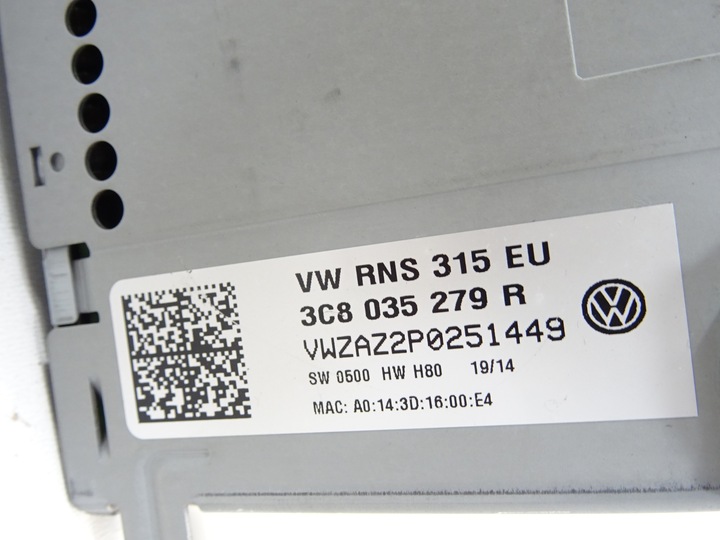 VW RNS 315 EU
3C8 035 279 R
VWZAZ2P0251449
SW 0500 HW H80 19/14
MAC: A0:14:3D:16:00:E4